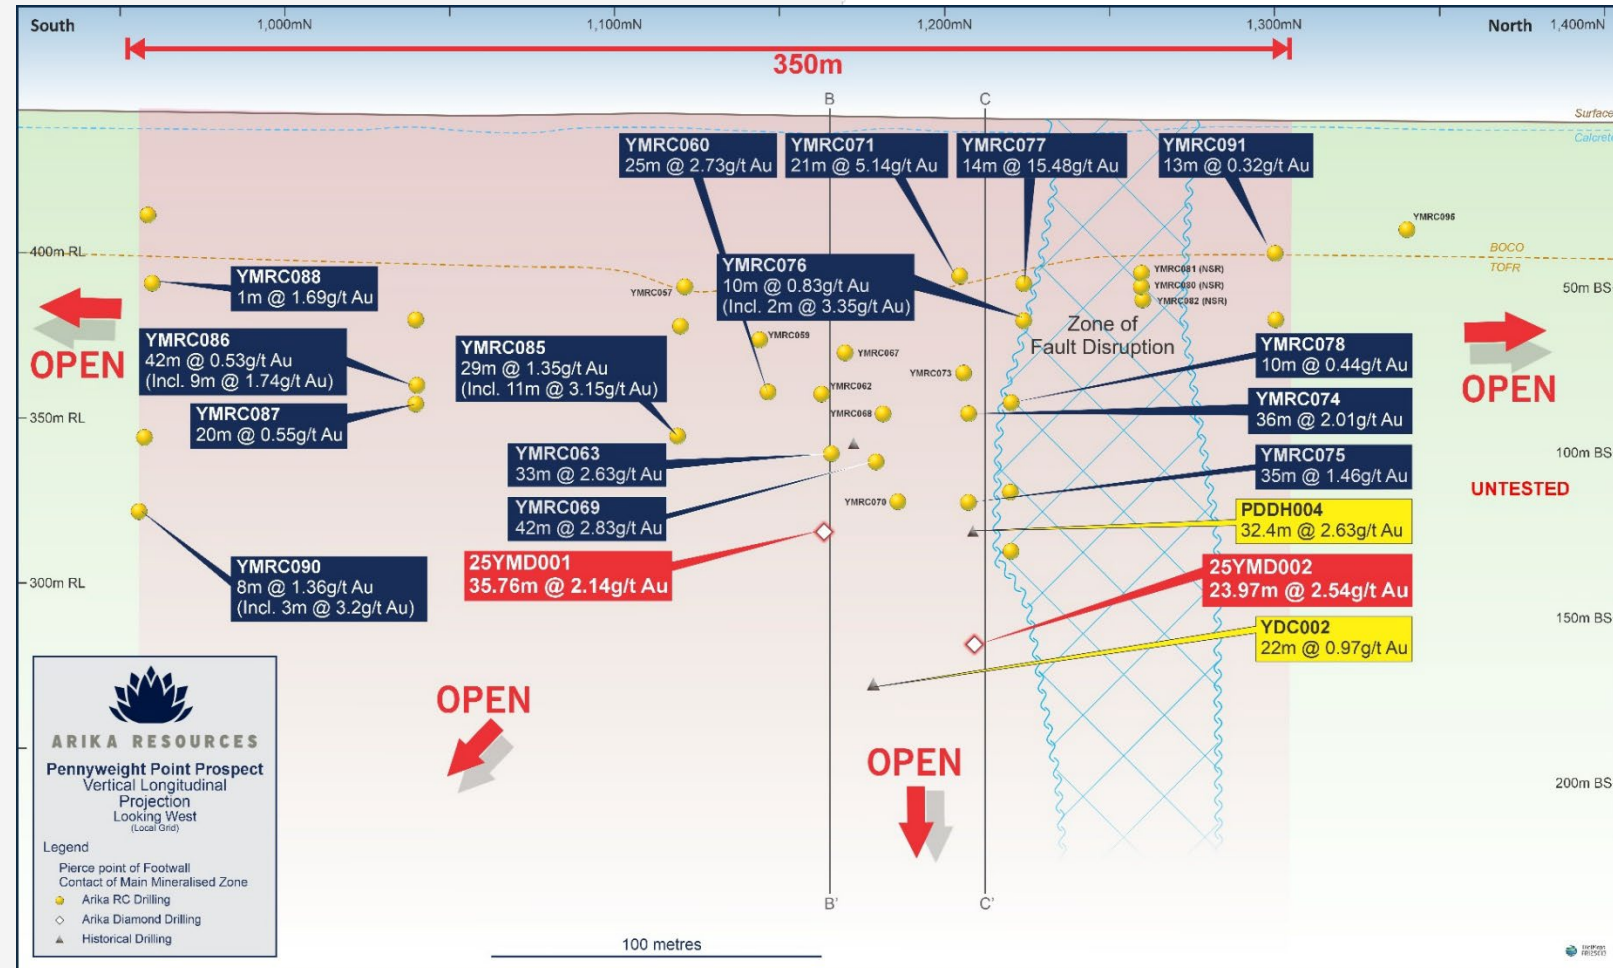 South
1,000mN
1,100mN
1,200mN
1,300mN
North
1,400mN
350m
B
C
Surface
Calcrete
YMRC060
25m @ 2.73g/t Au
YMRC071
21m @ 5.14g/t Au
YMRC077
14m @ 15.48g/t Au
YMRC091
13m @ 0.32g/t Au
YMRC095
400m RL
BOCO
TOFR
YMRC088
1m @ 1.69g/t Au
YMRC057
YMRC076
10m @ 0.83g/t Au
(Incl. 2m @ 3.35g/t Au)
YMRC081 (NSR)
YMRC080 (NSR)
YMRC082 (NSR)
50m BS
OPEN
YMRC086
42m @ 0.53g/t Au
(Incl. 9m @ 1.74g/t Au)
YMRC085
29m @ 1.35g/t Au
(Incl. 11m @ 3.15g/t Au)
YMRC059
YMRC067
Zone of
Fault Disruption
YMRC078
10m @ 0.44g/t Au
OPEN
YMRC073
YMRC062
YMRC068
YMRC087
20m @ 0.55g/t Au
YMRC074
36m @ 2.01g/t Au
350m RL
YMRC063
33m @ 2.63g/t Au
YMRC075
35m @ 1.46g/t Au
100m BS
UNTESTED
YMRC069
42m @ 2.83g/t Au
YMRC070
PDDH004
32.4m @ 2.63g/t Au
25YMD001
35.76m @ 2.14g/t Au
25YMD002
23.97m @ 2.54g/t Au
YMRC090
8m @ 1.36g/t Au
(Incl. 3m @ 3.2g/t Au)
300m RL
YDC002
22m @ 0.97g/t Au
150m BS
OPEN
OPEN
200m BS
ARIKA RESOURCES
Pennyweight Point Prospect
Vertical Longitudinal
Projection
Looking West
(Local Grid)
Legend
Pierce point of Footwall
Contact of Main Mineralised Zone
Arika RC Drilling
Arika Diamond Drilling
Historical Drilling
B'
C'
100 metres